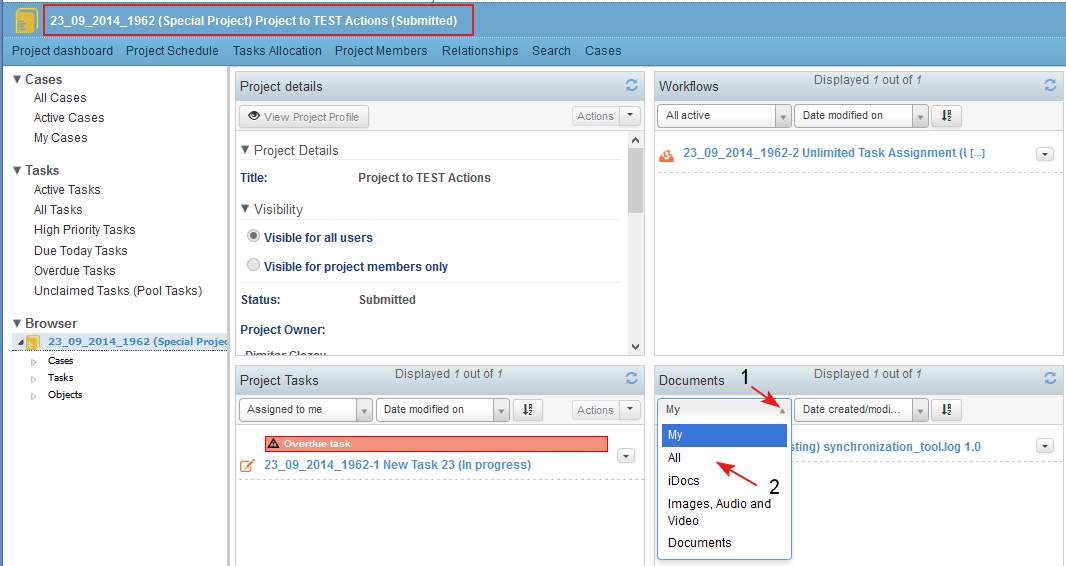 23_09_2014_1962 (Special Project) Project to TEST Actions (Submitted)
Project dashboard Project Schedule Tasks Allocation Project Members Relationships Search Cases
Cases
All Cases
Active Cases
My Cases
Tasks
Active Tasks
All Tasks
High Priority Tasks
Due Today Tasks
Overdue Tasks
Unclaimed Tasks (Pool Tasks)
Browser
23_09_2014_1962 (Special Projec
Cases
Tasks
Objects
Project details
View Project Profile Actions
Project Details
Title: Project to TEST Actions
Visibility
Visible for all users
Visible for project members only
Status: Submitted
Project Owner:
Workflows Displayed 1 out of 1
All active Date modified on
23_09_2014_1962-2 Unlimited Task Assignment (U [...]
Project Tasks Displayed 1 out of 1
Assigned to me Date modified on Actions
Overdue task
23_09_2014_1962-1 New Task 23 (In progress)
Documents 1 Displayed 1 out of 1
My Date created/modi...
My
All
iDocs
Images, Audio and
Video
Documents
2
sting) synchronization_tool.log 1.0